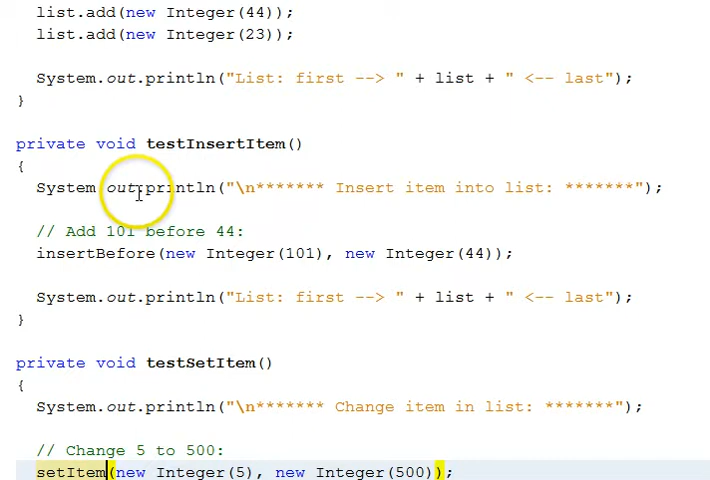 list.add(new Integer(44));
list.add(new Integer(23));
System.out.println("List: first --> " + list + " <-- last");
}
private void testInsertItem()
{
System.out.println("\n******* Insert item into list: *******");
// Add 101 before 44:
insertBefore(new Integer(101), new Integer(44));
System.out.println("List: first --> " + list + " <-- last");
}
private void testSetItem()
{
System.out.println("\n******* Change item in list: *******");
// Change 5 to 500:
setItem(new Integer(5), new Integer(500));